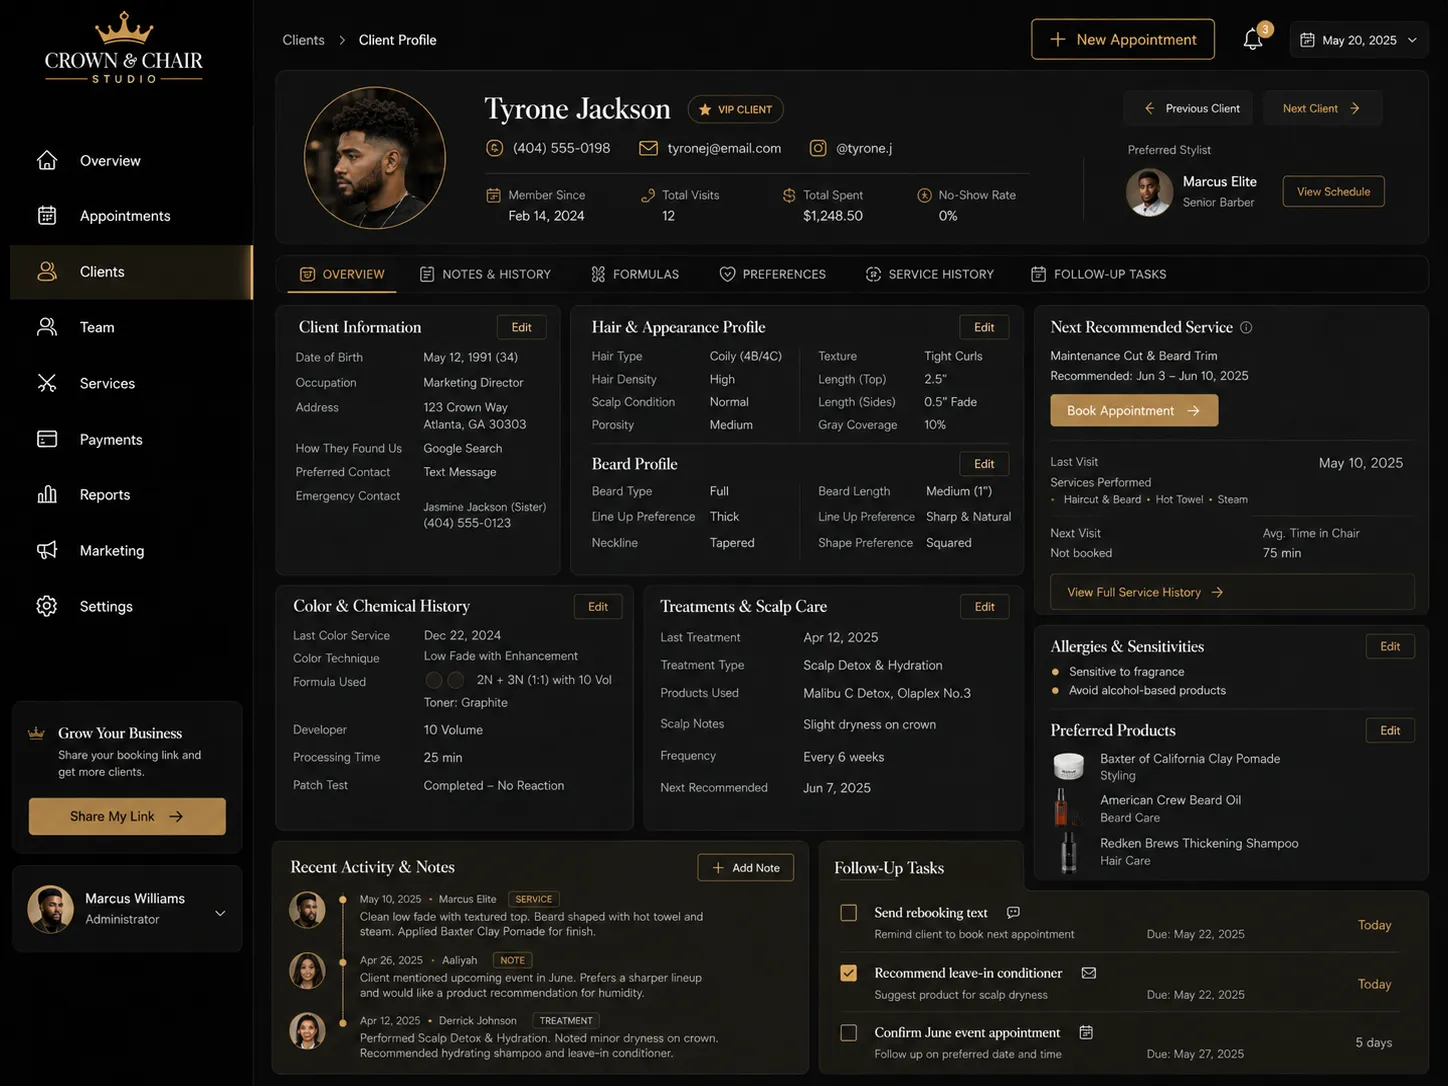 CROWN & CHAIR
STUDIO
Overview
Appointments
Clients
Team
Services
Payments
Reports
Marketing
Settings
Grow Your Business
Share your booking link and
get more clients.
Share My Link
Marcus Williams
Administrator
Clients > Client Profile
New Appointment
3
May 20, 2025
Tyrone Jackson
VIP CLIENT
(404) 555-0198
tyronej@email.com
@tyrone.j
Member Since
Feb 14, 2024
Total Visits
12
Total Spent
$1,248.50
No-Show Rate
0%
Previous Client
Next Client
Preferred Stylist
Marcus Elite
Senior Barber
View Schedule
OVERVIEW
NOTES & HISTORY
FORMULAS
PREFERENCES
SERVICE HISTORY
FOLLOW-UP TASKS
Client Information
Edit
Date of Birth May 12, 1991 (34)
Occupation Marketing Director
Address 123 Crown Way
Atlanta, GA 30303
How They Found Us Google Search
Preferred Contact Text Message
Emergency Contact
Jasmine Jackson (Sister)
(404) 555-0123
Hair & Appearance Profile
Edit
Hair Type Coily (4B/4C)
Hair Density High
Scalp Condition Normal
Porosity Medium
Texture Tight Curls
Length (Top) 2.5"
Length (Sides) 0.5" Fade
Gray Coverage 10%
Beard Profile
Edit
Beard Type Full
Line Up Preference Thick
Neckline Tapered
Beard Length Medium (1")
Line Up Preference Sharp & Natural
Shape Preference Squared
Next Recommended Service
Maintenance Cut & Beard Trim
Recommended: Jun 3 – Jun 10, 2025
Book Appointment
Last Visit May 10, 2025
Services Performed
• Haircut & Beard • Hot Towel • Steam
Next Visit
Not booked
Avg. Time in Chair
75 min
View Full Service History
Color & Chemical History
Edit
Last Color Service Dec 22, 2024
Color Technique Low Fade with Enhancement
Formula Used 2N + 3N (1:1) with 10 Vol
Toner: Graphite
Developer 10 Volume
Processing Time 25 min
Patch Test Completed – No Reaction
Treatments & Scalp Care
Edit
Last Treatment Apr 12, 2025
Treatment Type Scalp Detox & Hydration
Products Used Malibu C Detox, Olaplex No.3
Scalp Notes Slight dryness on crown
Frequency Every 6 weeks
Next Recommended Jun 7, 2025
Allergies & Sensitivities
Edit
• Sensitive to fragrance
• Avoid alcohol-based products
Preferred Products
Edit
Baxter of California Clay Pomade
Styling
American Crew Beard Oil
Beard Care
Redken Brews Thickening Shampoo
Hair Care
Recent Activity & Notes
Add Note
May 10, 2025 • Marcus Elite SERVICE
Clean low fade with textured top. Beard shaped with hot towel and
steam. Applied Baxter Clay Pomade for finish.
Apr 26, 2025 • Aaliyah NOTE
Client mentioned upcoming event in June. Prefers a sharper lineup
and would like a product recommendation for humidity.
Apr 12, 2025 • Derrick Johnson TREATMENT
Performed Scalp Detox & Hydration. Noted minor dryness on crown.
Recommended hydrating shampoo and leave-in conditioner.
Follow-Up Tasks
Send rebooking text
Remind client to book next appointment
Due: May 22, 2025
Today
Recommend leave-in conditioner
Suggest product for scalp dryness
Due: May 22, 2025
Today
Confirm June event appointment
Follow up on preferred date and time
Due: May 27, 2025
5 days